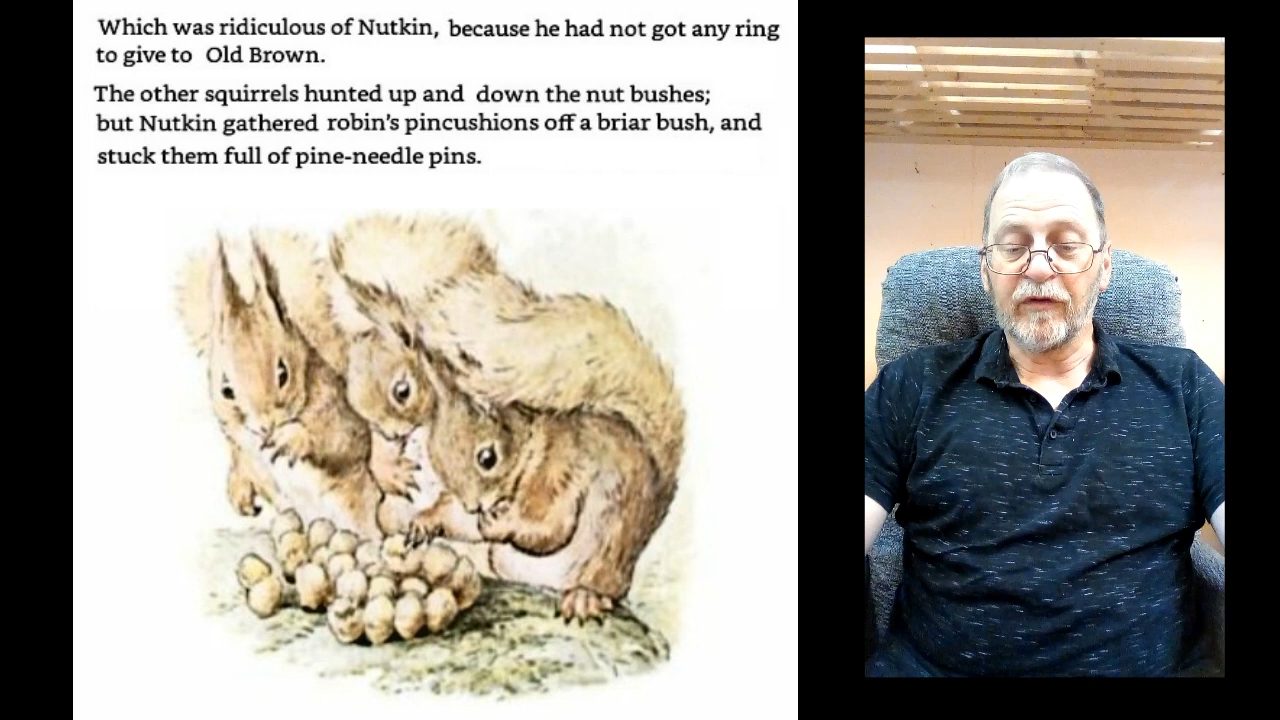 Which was ridiculous of Nutkin, because he had not got any ring
to give to Old Brown.
The other squirrels hunted up and down the nut bushes;
but Nutkin gathered robin's pincushions off a briar bush, and
stuck them full of pine-needle pins.